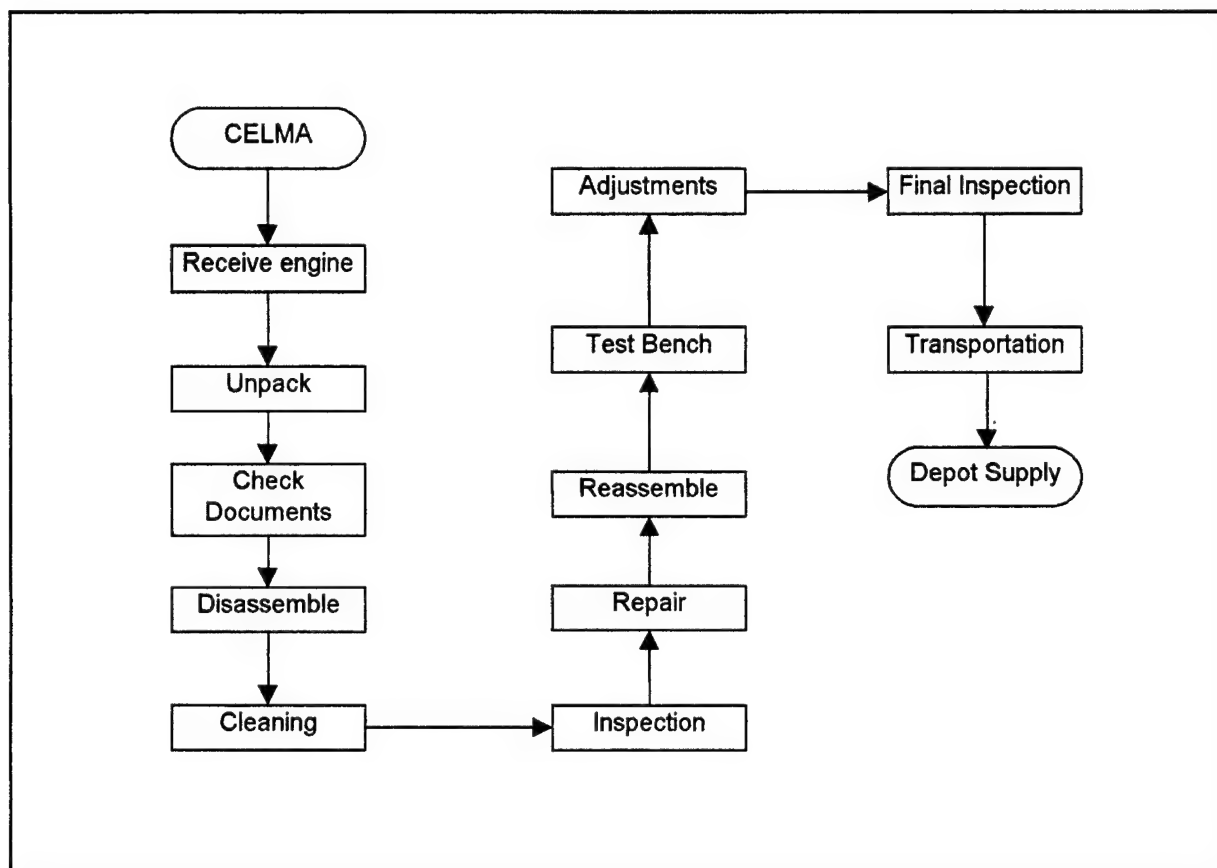 CELMA
Receive engine
Unpack
Check
Documents
Disassemble
Cleaning
Inspection
Repair
Reassemble
Test Bench
Adjustments
Final Inspection
Transportation
Depot Supply